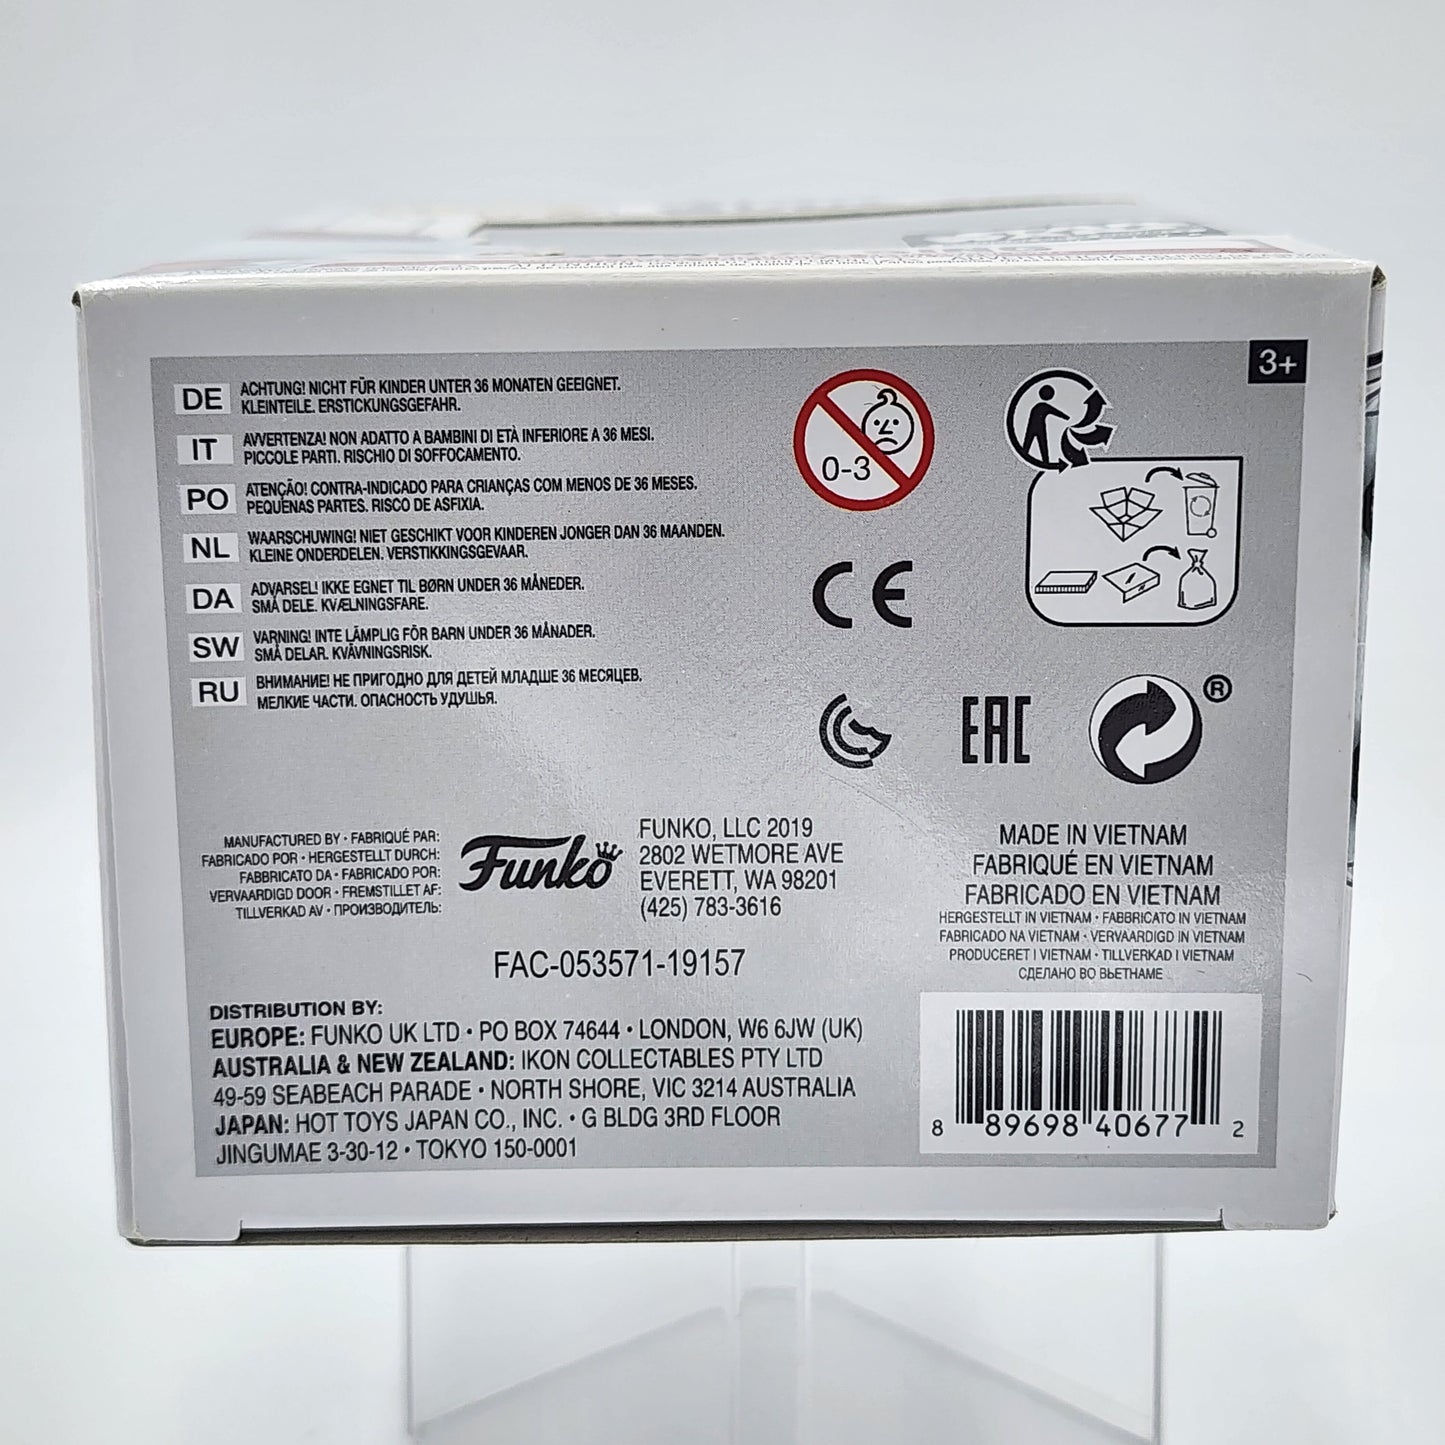 3+
DE ACHTUNG! NICHT FÜR KINDER UNTER 36 MONATEN GEEIGNET.
KLEINTEILE. ERSTICKUNGSGEFAHR.
IT AVVERTENZA! NON ADATTO A BAMBINI DI ETÀ INFERIORE A 36 MESI.
PICCOLE PARTI. RISCHIO DI SOFFOCAMENTO.
PO ATENÇÃO! CONTRA-INDICADO PARA CRIANÇAS COM MENOS DE 36 MESES.
PEQUENAS PARTES. RISCO DE ASFIXIA.
NL WAARSCHUWING! NIET GESCHIKT VOOR KINDEREN JONGER DAN 36 MAANDEN.
KLEINE ONDERDELEN. VERSTIKKINGSGEVAAR.
DA ADVARSEL! IKKE EGNET TIL BØRN UNDER 36 MÅNEDER.
SMÅ DELE. KVÆLNINGSFARE.
SW VARNING! INTE LÄMPLIG FÖR BARN UNDER 36 MÅNADER.
SMÅ DELAR. KVÄVNINGSRISK.
RU ВНИМАНИЕ! НЕ ПРИГОДНО ДЛЯ ДЕТЕЙ МЛАДШЕ 36 МЕСЯЦЕВ.
МЕЛКИЕ ЧАСТИ. ОПАСНОСТЬ УДУШЬЯ.
0-3
CE
EAC
®
MANUFACTURED BY • FABRIQUÉ PAR:
FABRICADO POR • HERGESTELLT DURCH:
FABBRICATO DA • FABRICADO POR:
VERVAARDIGD DOOR • FREMSTILLET AF:
TILLVERKAD AV • ПРОИЗВОДИТЕЛЬ:
Funko
FUNKO, LLC 2019
2802 WETMORE AVE
EVERETT, WA 98201
(425) 783-3616
MADE IN VIETNAM
FABRIQUÉ EN VIETNAM
FABRICADO EN VIETNAM
HERGESTELLT IN VIETNAM • FABBRICATO IN VIETNAM
FABRICADO NA VIETNAM • VERVAARDIGD IN VIETNAM
PRODUCERET I VIETNAM • TILLVERKAD I VIETNAM
СДЕЛАНО ВО ВЬЕТНАМЕ
FAC-053571-19157
DISTRIBUTION BY:
EUROPE: FUNKO UK LTD • PO BOX 74644 • LONDON, W6 6JW (UK)
AUSTRALIA & NEW ZEALAND: IKON COLLECTABLES PTY LTD
49-59 SEABEACH PARADE • NORTH SHORE, VIC 3214 AUSTRALIA
JAPAN: HOT TOYS JAPAN CO., INC. • G BLDG 3RD FLOOR
JINGUMAE 3-30-12 • TOKYO 150-0001
8 89698 40677 2